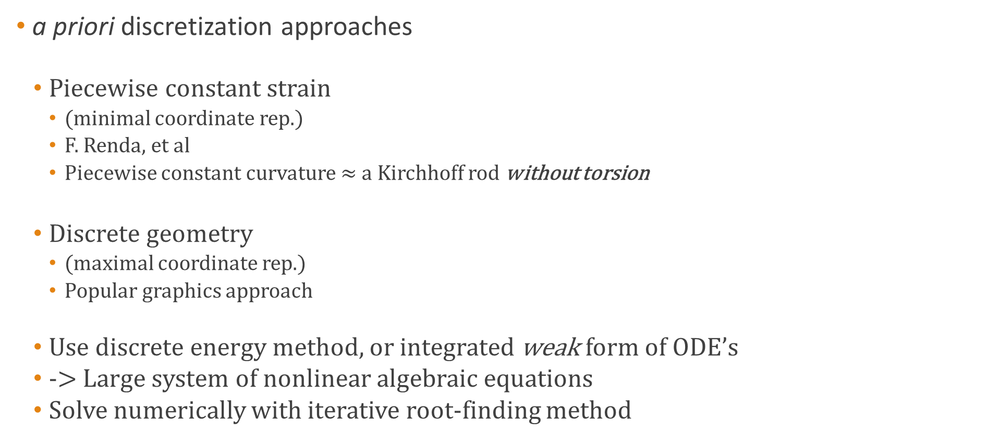 • a priori discretization approaches
• Piecewise constant strain
• (minimal coordinate rep.)
• F. Renda, et al
• Piecewise constant curvature ≈ a Kirchhoff rod without torsion
• Discrete geometry
• (maximal coordinate rep.)
• Popular graphics approach
• Use discrete energy method, or integrated weak form of ODE’s
• -> Large system of nonlinear algebraic equations
• Solve numerically with iterative root-finding method